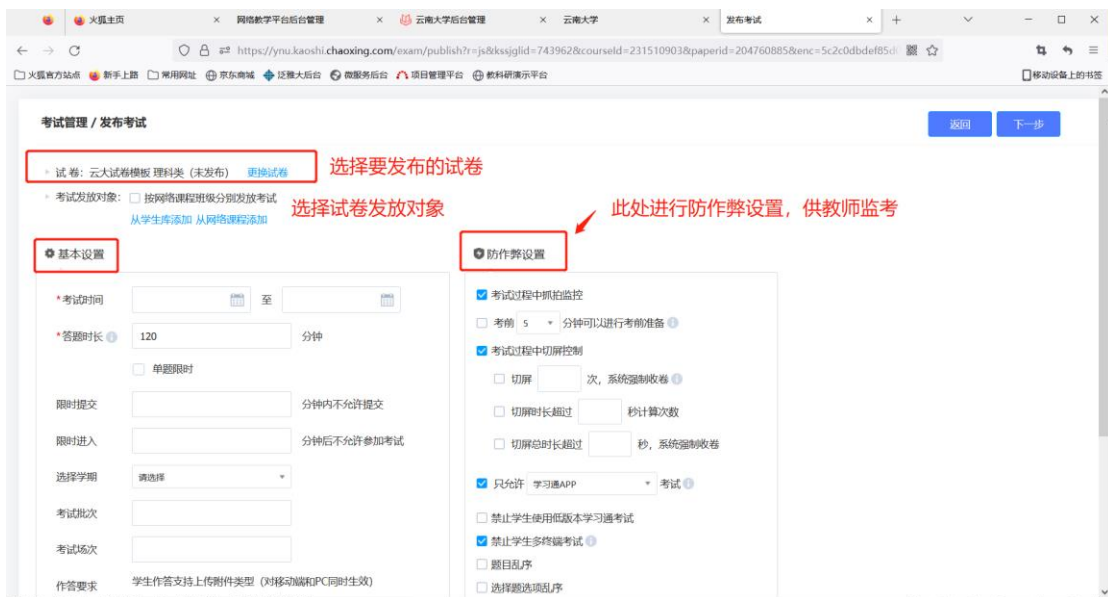 火狐主页 × 网络教学平台后台管理 × 云南大学后台管理 × 云南大学 × 发布考试 × +
https://ynu.kaoshi.chaoxing.com/exam/publish?r=js&kssjglid=743962&courseId=231510903&paperid=204760885&enc=5c2c0dbdef85d
火狐官方站点 新手上路 常用网址 京东商城 泛雅大后台 微服务后台 项目管理平台 教科研演示平台 移动设备上的书签
考试管理 / 发布考试 返回 下一步
试 卷: 云大试卷模板 理科类 (未发布) 更换试卷 选择要发布的试卷
考试发放对象: 按网络课程班级分别发放考试
从学生库添加 从网络课程添加 选择试卷发放对象 此处进行防作弊设置，供教师监考
基本设置 防作弊设置
*考试时间 至 考试过程中抓拍监控
考前 5 分钟可以进行考前准备
*答题时长 120 分钟 考试过程中切屏控制
单题限时 切屏 次, 系统强制收卷
限时提交 分钟内不允许提交 切屏时长超过 秒计算次数
限时进入 分钟后不允许参加考试 切屏总时长超过 秒, 系统强制收卷
选择学期 请选择 只允许 学习通APP 考试
考试批次 禁止学生使用低版本学习通考试
考试场次 禁止学生多终端考试
题目乱序
作答要求 学生作答支持上传附件类型 (对移动端和PC同时生效) 选择题选项乱序